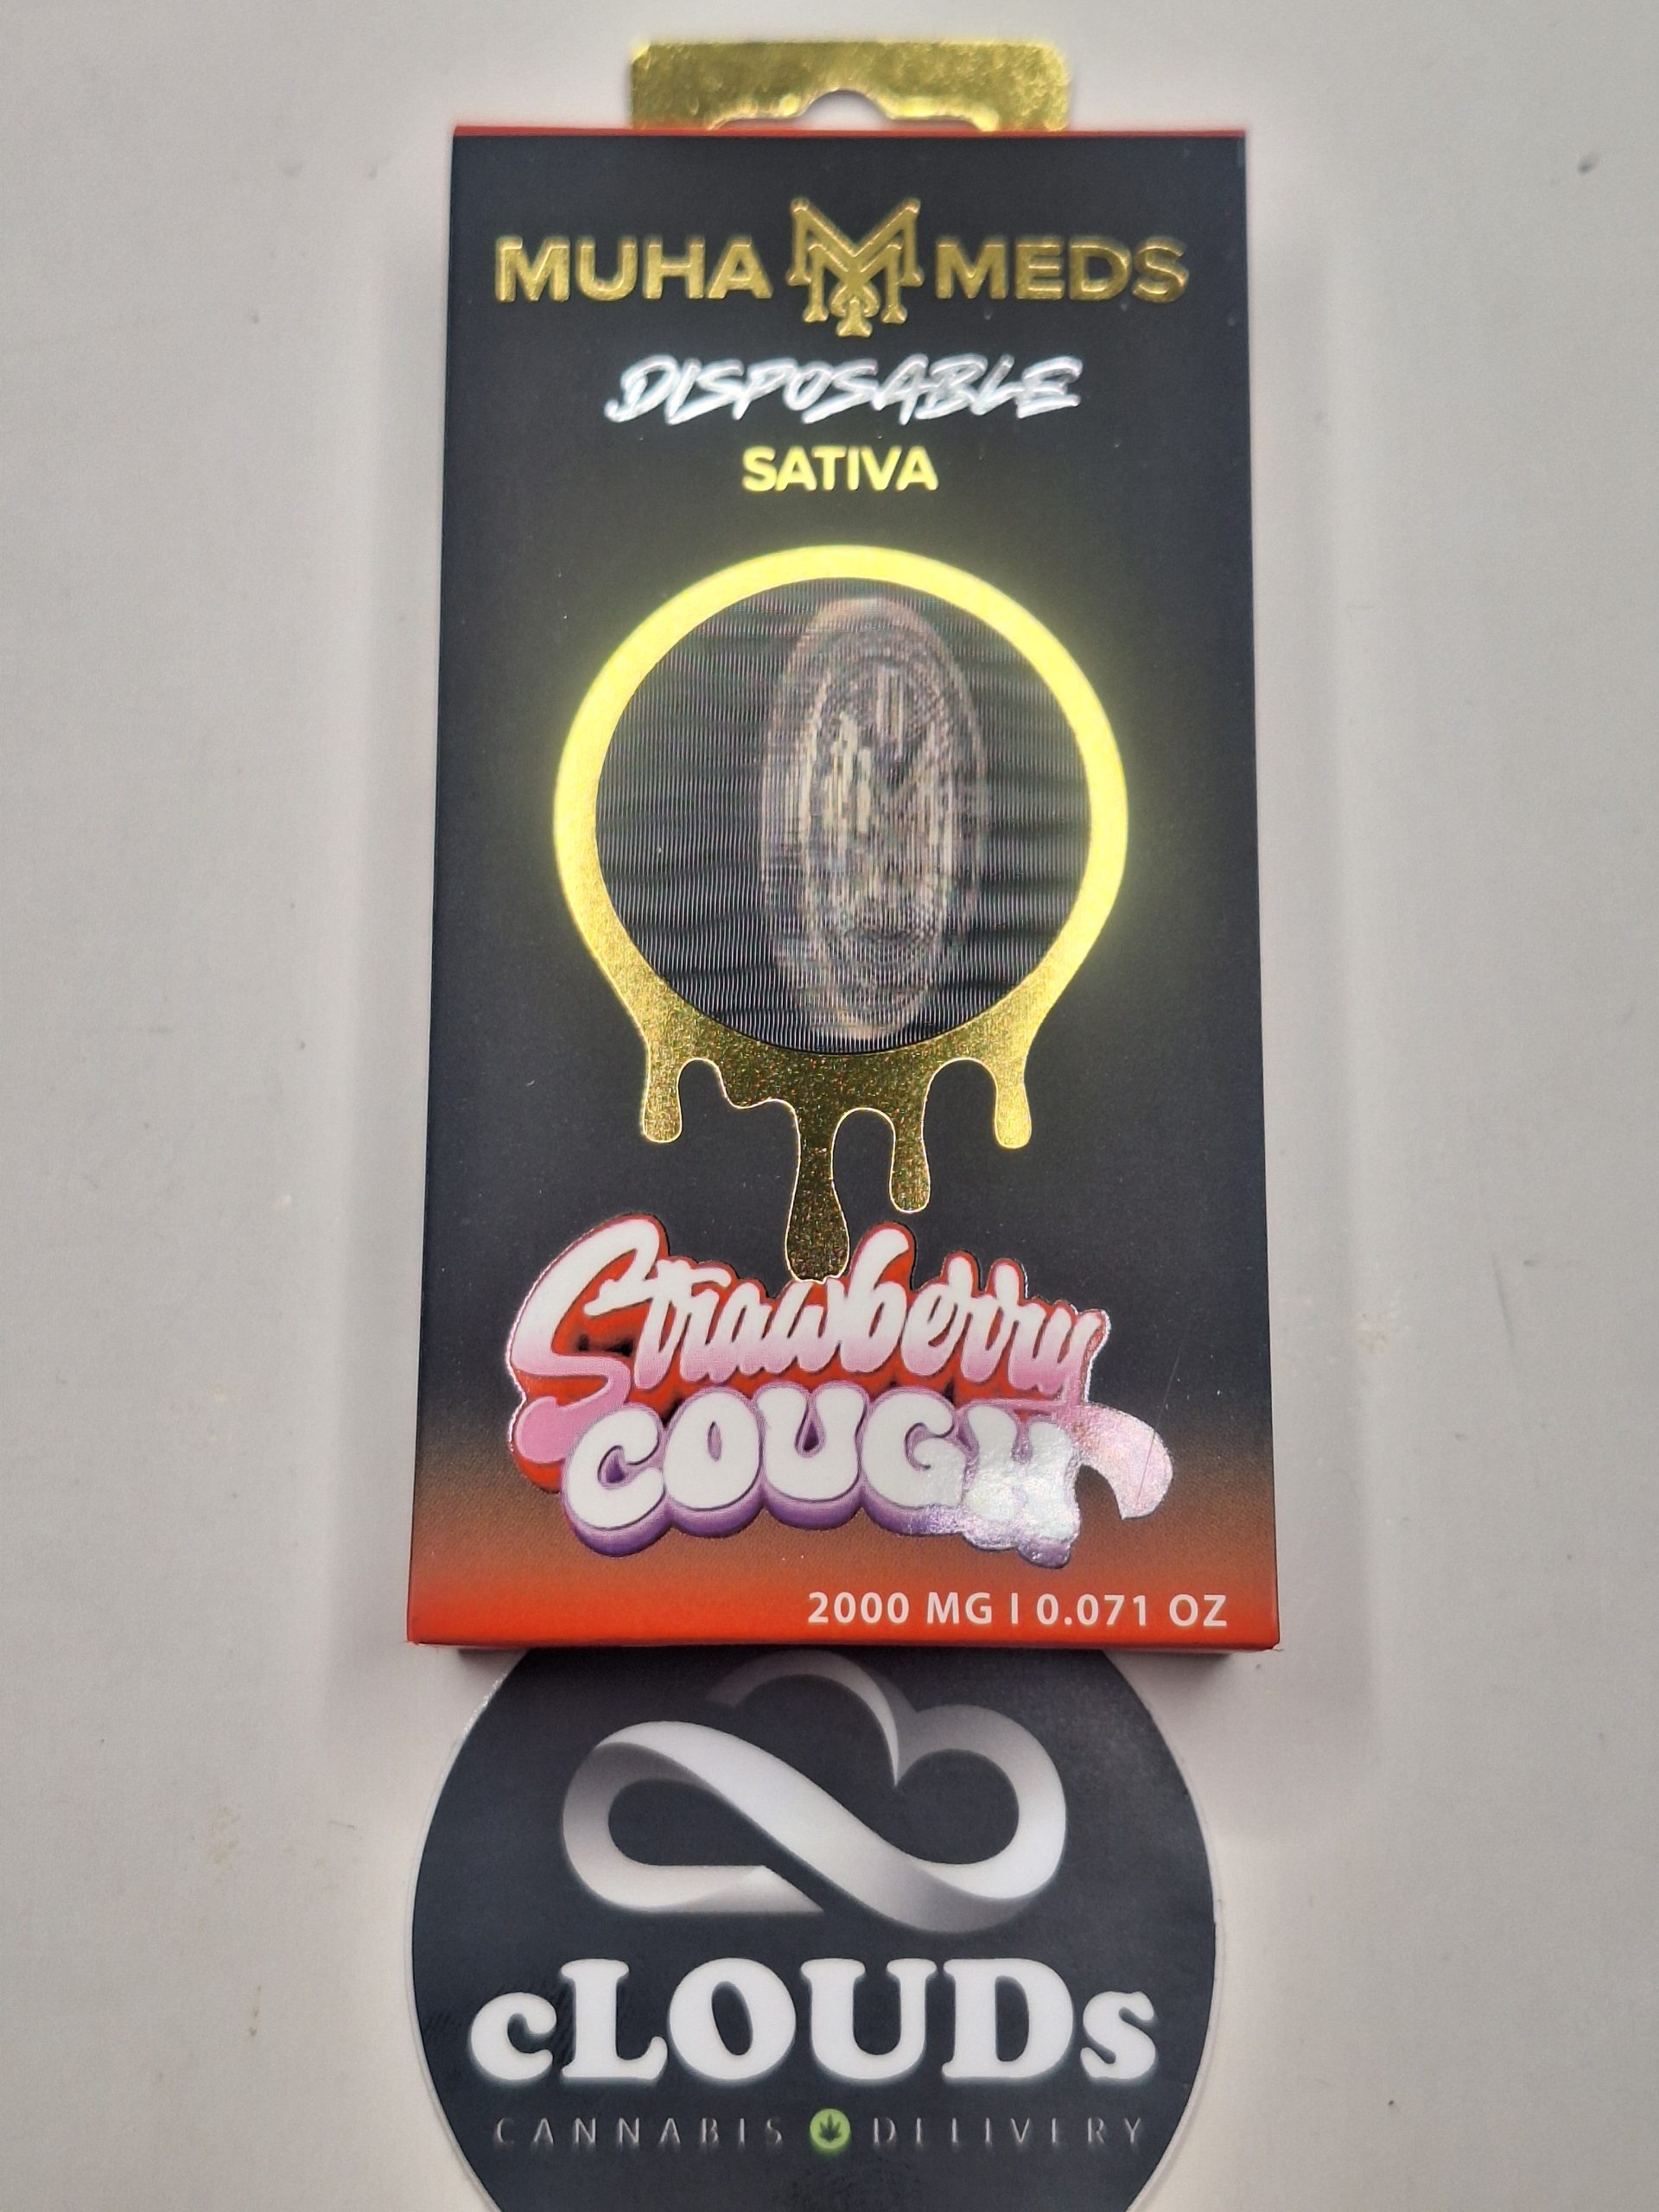 MUHA MEDS
DISPOSABLE
SATIVA
Strawberry
COUGH
2000 MG | 0.071 OZ
cLOUDs
CANNABIS DELIVERY